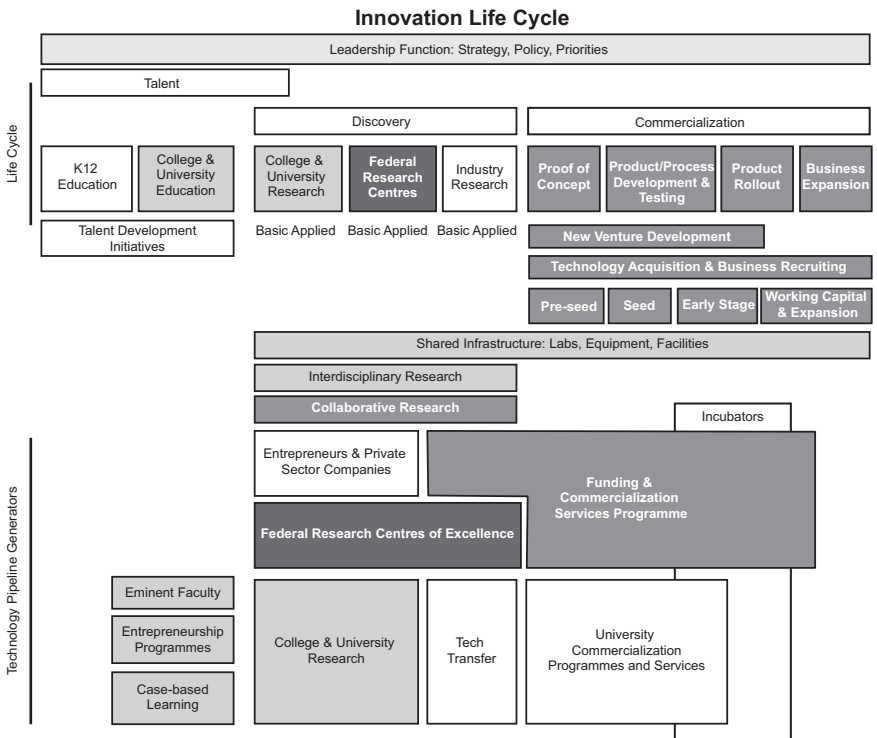 Innovation Life Cycle
Leadership Function: Strategy, Policy, Priorities
Talent
Discovery
Commercialization
Life Cycle
K12
Education
College &
University
Education
College &
University
Research
Federal
Research
Centres
Industry
Research
Proof of
Concept
Product/Process
Development &
Testing
Product
Rollout
Business
Expansion
Talent Development
Initiatives
Basic Applied
Basic Applied
Basic Applied
New Venture Development
Technology Acquisition & Business Recruiting
Pre-seed
Seed
Early Stage
Working Capital
& Expansion
Shared Infrastructure: Labs, Equipment, Facilities
Interdisciplinary Research
Collaborative Research
Incubators
Technology Pipeline Generators
Entrepreneurs & Private
Sector Companies
Funding &
Commercialization
Services Programme
Federal Research Centres of Excellence
Eminent Faculty
Entrepreneurship
Programmes
Case-based
Learning
College & University
Research
Tech
Transfer
University
Commercialization
Programmes and Services